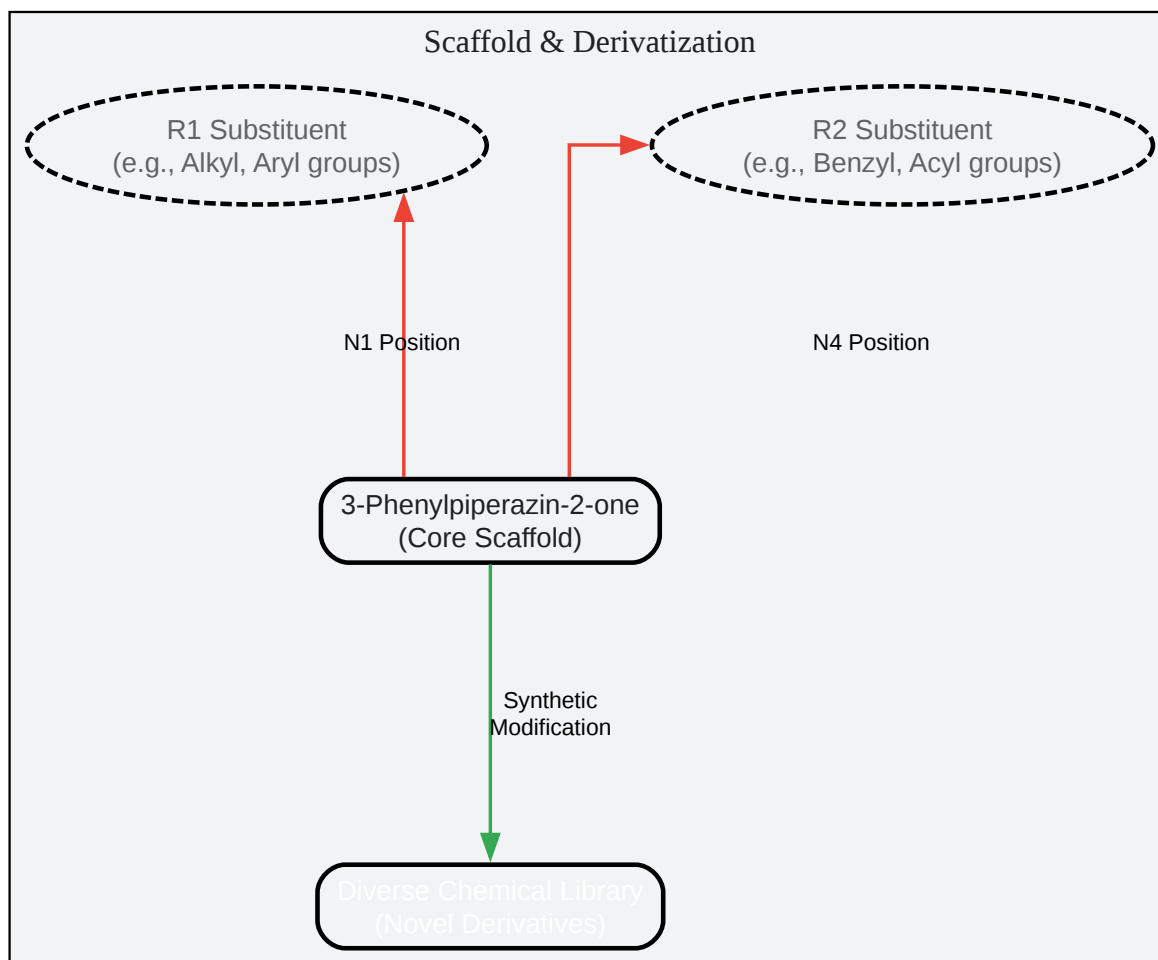 Scaffold & Derivatization
R1 Substituent
(e.g., Alkyl, Aryl groups)
R2 Substituent
(e.g., Benzyl, Acyl groups)
N1 Position
N4 Position
3-Phenylpiperazin-2-one
(Core Scaffold)
Synthetic
Modification
Diverse Chemical Library
(Novel Derivatives)